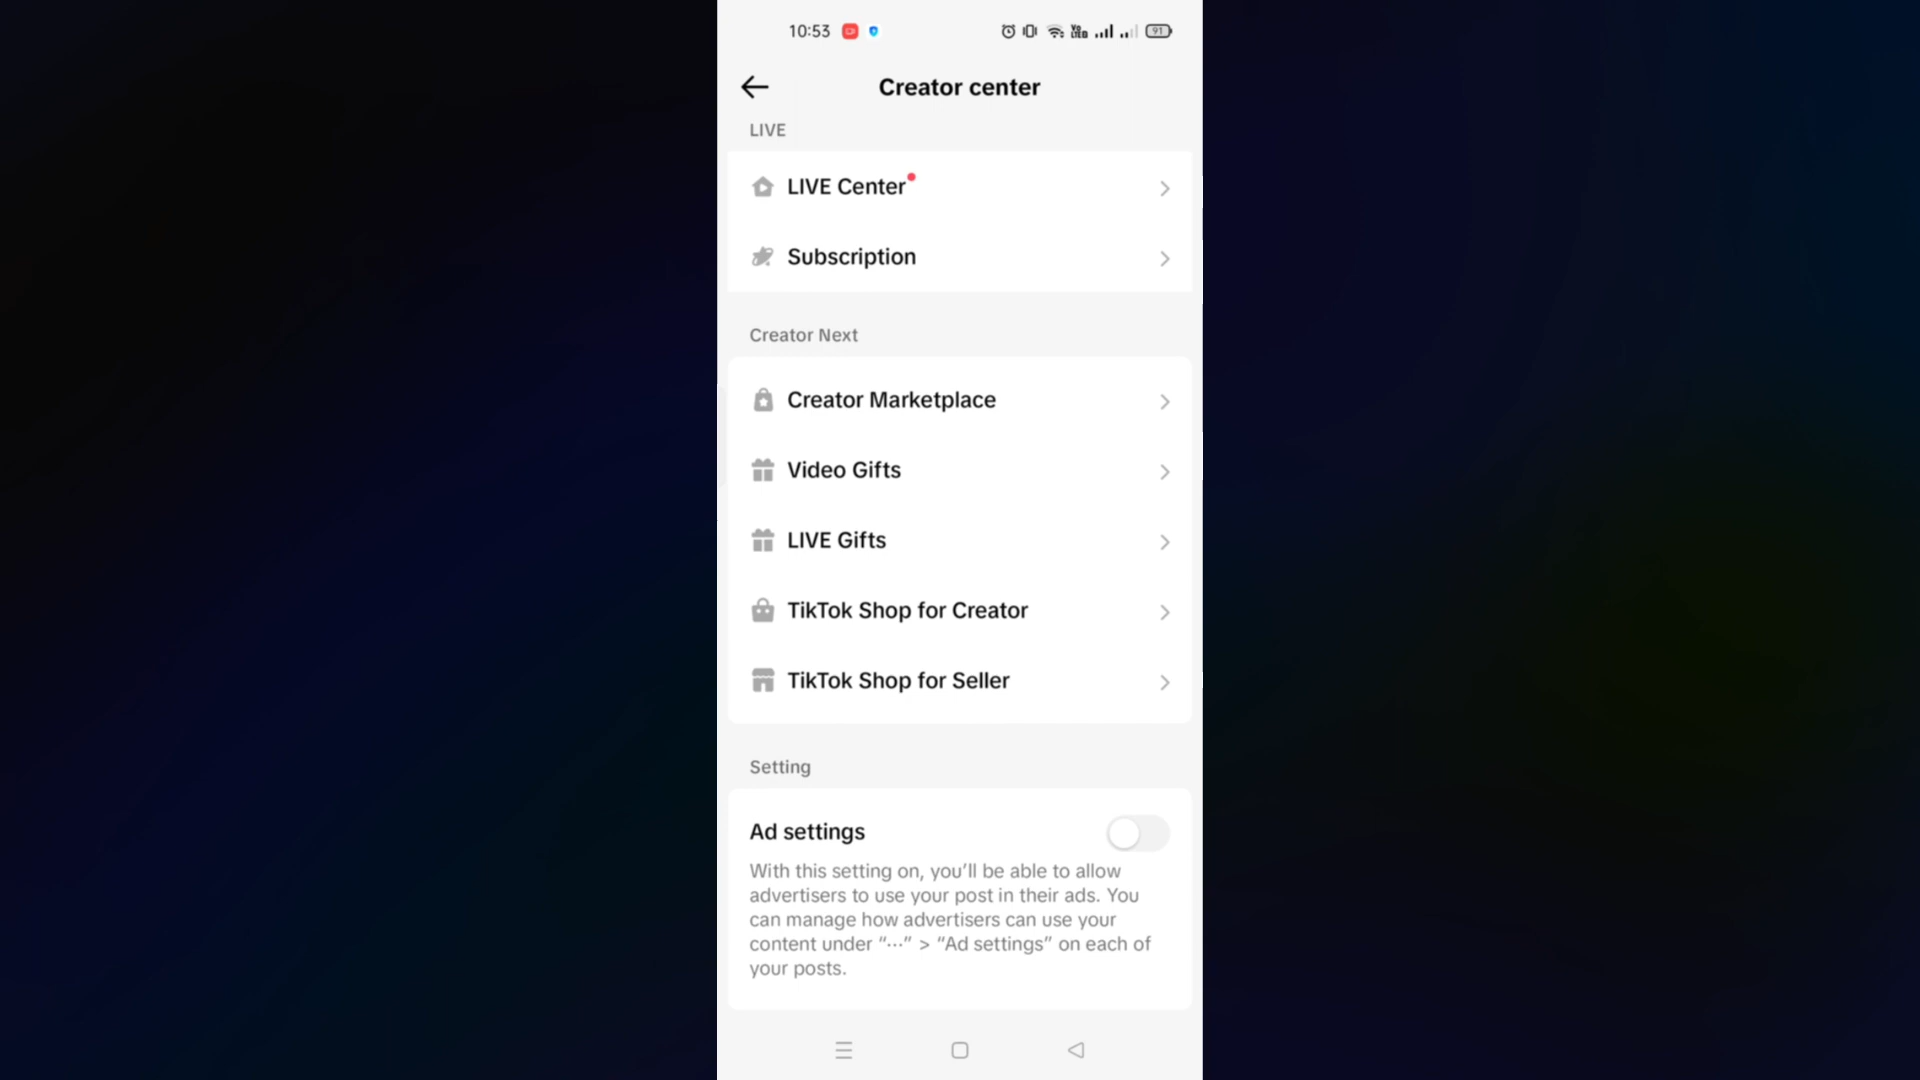 10:53
91
Creator center
LIVE
LIVE Center
Subscription
Creator Next
Creator Marketplace
Video Gifts
LIVE Gifts
TikTok Shop for Creator
TikTok Shop for Seller
Setting
Ad settings
With this setting on, you’ll be able to allow
advertisers to use your post in their ads. You
can manage how advertisers can use your
content under “···” > “Ad settings” on each of
your posts.